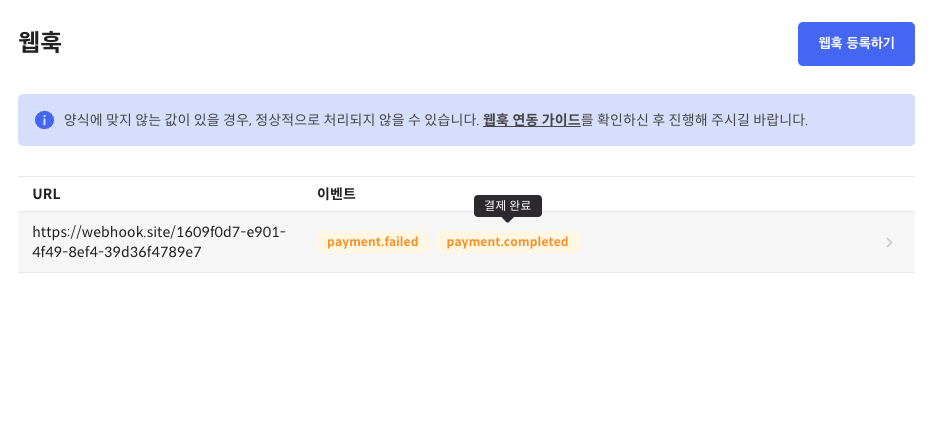 웹훅
웹훅 등록하기
양식에 맞지 않는 값이 있을 경우, 정상적으로 처리되지 않을 수 있습니다. 웹훅 연동 가이드를 확인하신 후 진행해 주시길 바랍니다.
URL 이벤트
결제 완료
https://webhook.site/1609f0d7-e901-
4f49-8ef4-39d36f4789e7
payment.failed payment.completed